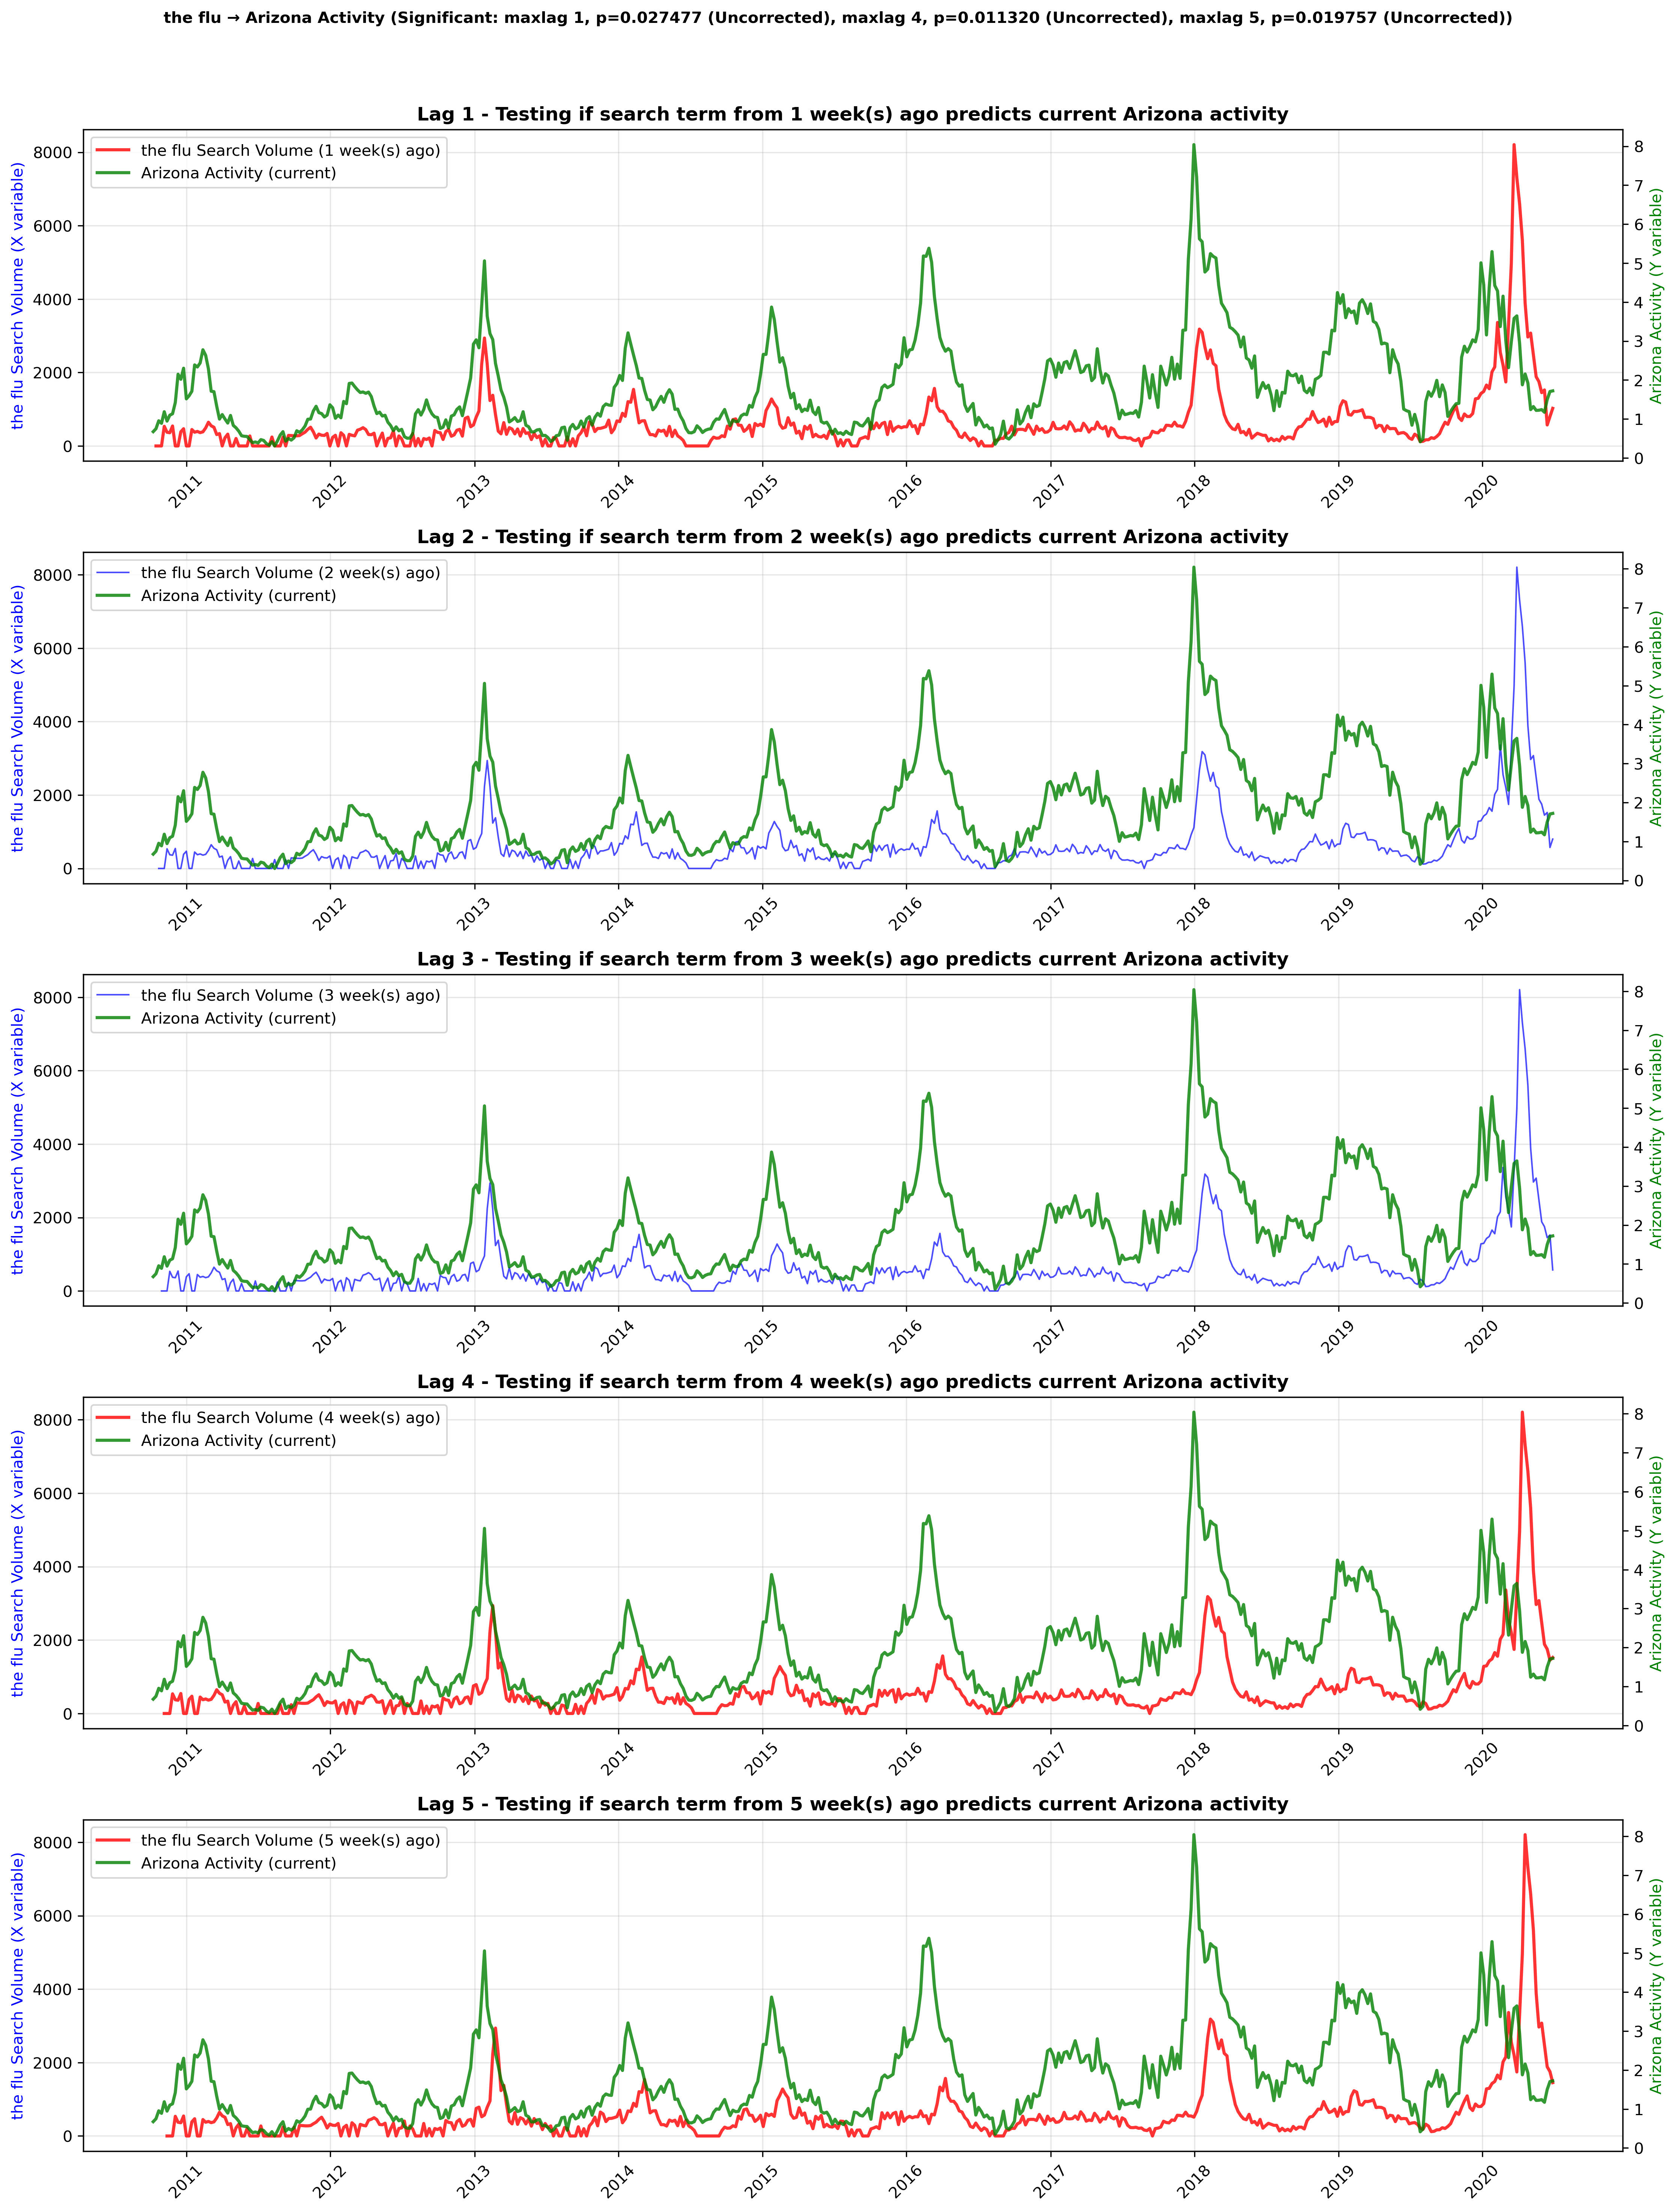 the flu → Arizona Activity (Significant: maxlag 1, p=0.027477 (Uncorrected), maxlag 4, p=0.011320 (Uncorrected), maxlag 5, p=0.019757 (Uncorrected))
Lag 1 - Testing if search term from 1 week(s) ago predicts current Arizona activity
the flu Search Volume (1 week(s) ago)
Arizona Activity (current)
the flu Search Volume (X variable)
8000
6000
4000
2000
0
Arizona Activity (Y variable)
8
7
6
5
4
3
2
1
0
2011 2012 2013 2014 2015 2016 2017 2018 2019 2020
Lag 2 - Testing if search term from 2 week(s) ago predicts current Arizona activity
the flu Search Volume (2 week(s) ago)
Arizona Activity (current)
the flu Search Volume (X variable)
8000
6000
4000
2000
0
Arizona Activity (Y variable)
8
7
6
5
4
3
2
1
0
2011 2012 2013 2014 2015 2016 2017 2018 2019 2020
Lag 3 - Testing if search term from 3 week(s) ago predicts current Arizona activity
the flu Search Volume (3 week(s) ago)
Arizona Activity (current)
the flu Search Volume (X variable)
8000
6000
4000
2000
0
Arizona Activity (Y variable)
8
7
6
5
4
3
2
1
0
2011 2012 2013 2014 2015 2016 2017 2018 2019 2020
Lag 4 - Testing if search term from 4 week(s) ago predicts current Arizona activity
the flu Search Volume (4 week(s) ago)
Arizona Activity (current)
the flu Search Volume (X variable)
8000
6000
4000
2000
0
Arizona Activity (Y variable)
8
7
6
5
4
3
2
1
0
2011 2012 2013 2014 2015 2016 2017 2018 2019 2020
Lag 5 - Testing if search term from 5 week(s) ago predicts current Arizona activity
the flu Search Volume (5 week(s) ago)
Arizona Activity (current)
the flu Search Volume (X variable)
8000
6000
4000
2000
0
Arizona Activity (Y variable)
8
7
6
5
4
3
2
1
0
2011 2012 2013 2014 2015 2016 2017 2018 2019 2020